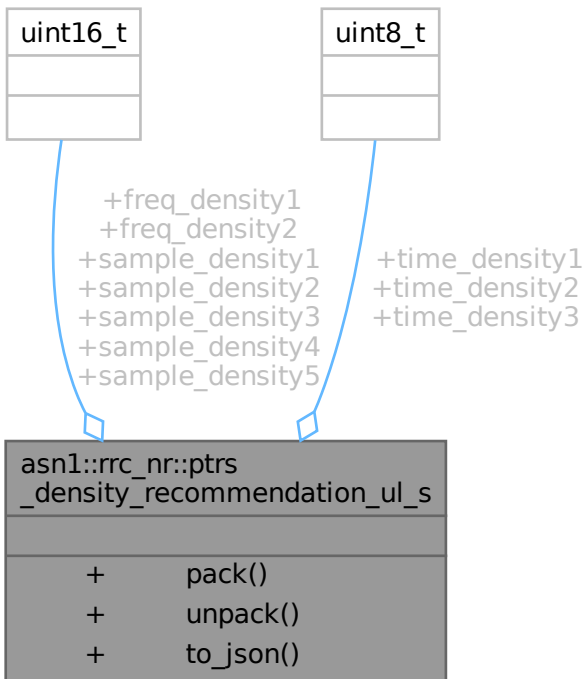 uint16_t
uint8_t
+freq_density1
+freq_density2
+sample_density1
+sample_density2
+sample_density3
+sample_density4
+sample_density5
+time_density1
+time_density2
+time_density3
asn1::rrc_nr::ptrs
_density_recommendation_ul_s
+ pack()
+ unpack()
+ to_json()